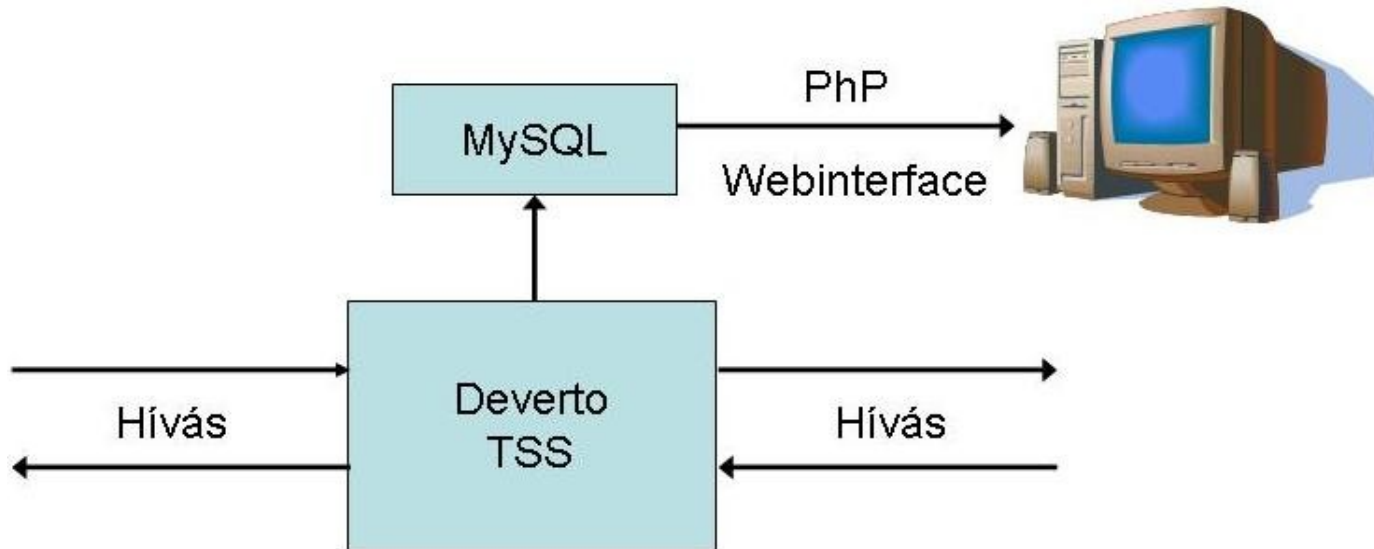 PhP
MySQL
Webinterface
Deverto
TSS
Hívás
Hívás